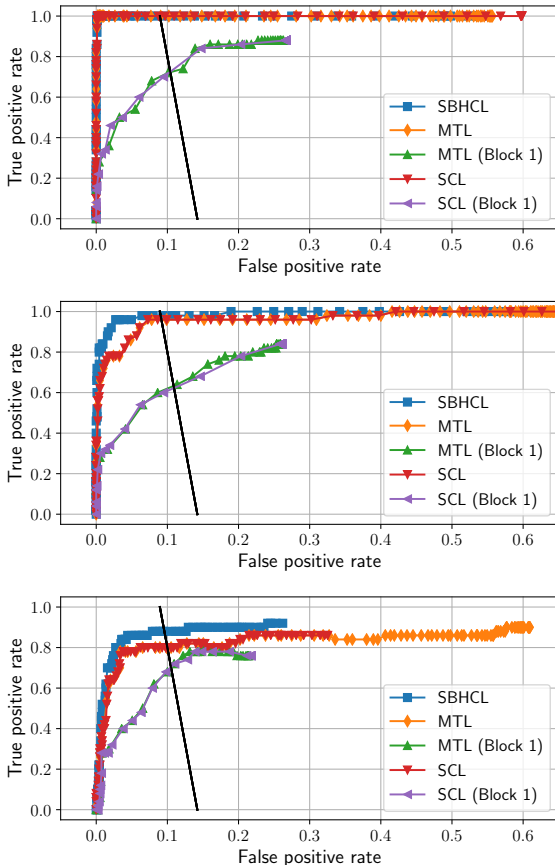 1.0
0.8
0.6
0.4
0.2
0.0
True positive rate
SBHCL
MTL
MTL (Block 1)
SCL
SCL (Block 1)
0.0 0.1 0.2 0.3 0.4 0.5 0.6
False positive rate
1.0
0.8
0.6
0.4
0.2
0.0
True positive rate
SBHCL
MTL
MTL (Block 1)
SCL
SCL (Block 1)
0.0 0.1 0.2 0.3 0.4 0.5 0.6
False positive rate
1.0
0.8
0.6
0.4
0.2
0.0
True positive rate
SBHCL
MTL
MTL (Block 1)
SCL
SCL (Block 1)
0.0 0.1 0.2 0.3 0.4 0.5 0.6
False positive rate